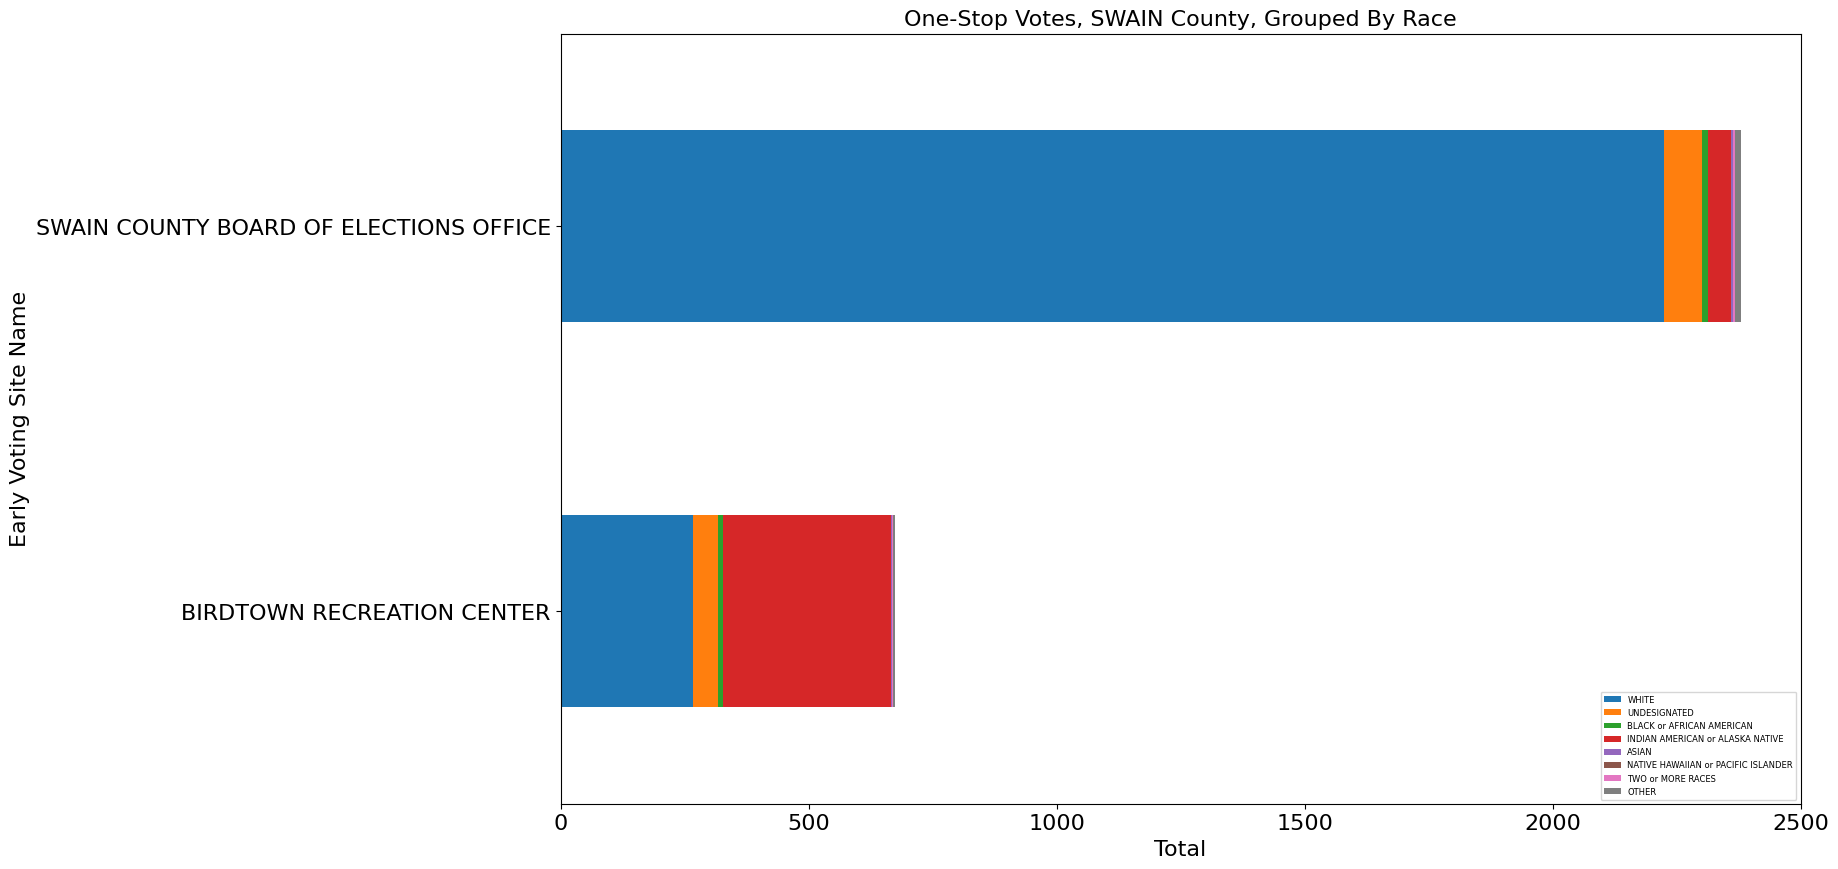 One-Stop Votes, SWAIN County, Grouped By Race
Early Voting Site Name
SWAIN COUNTY BOARD OF ELECTIONS OFFICE
BIRDTOWN RECREATION CENTER
WHITE
UNDESIGNATED
BLACK or AFRICAN AMERICAN
INDIAN AMERICAN or ALASKA NATIVE
ASIAN
NATIVE HAWAIIAN or PACIFIC ISLANDER
TWO or MORE RACES
OTHER
0 500 1000 1500 2000 2500
Total